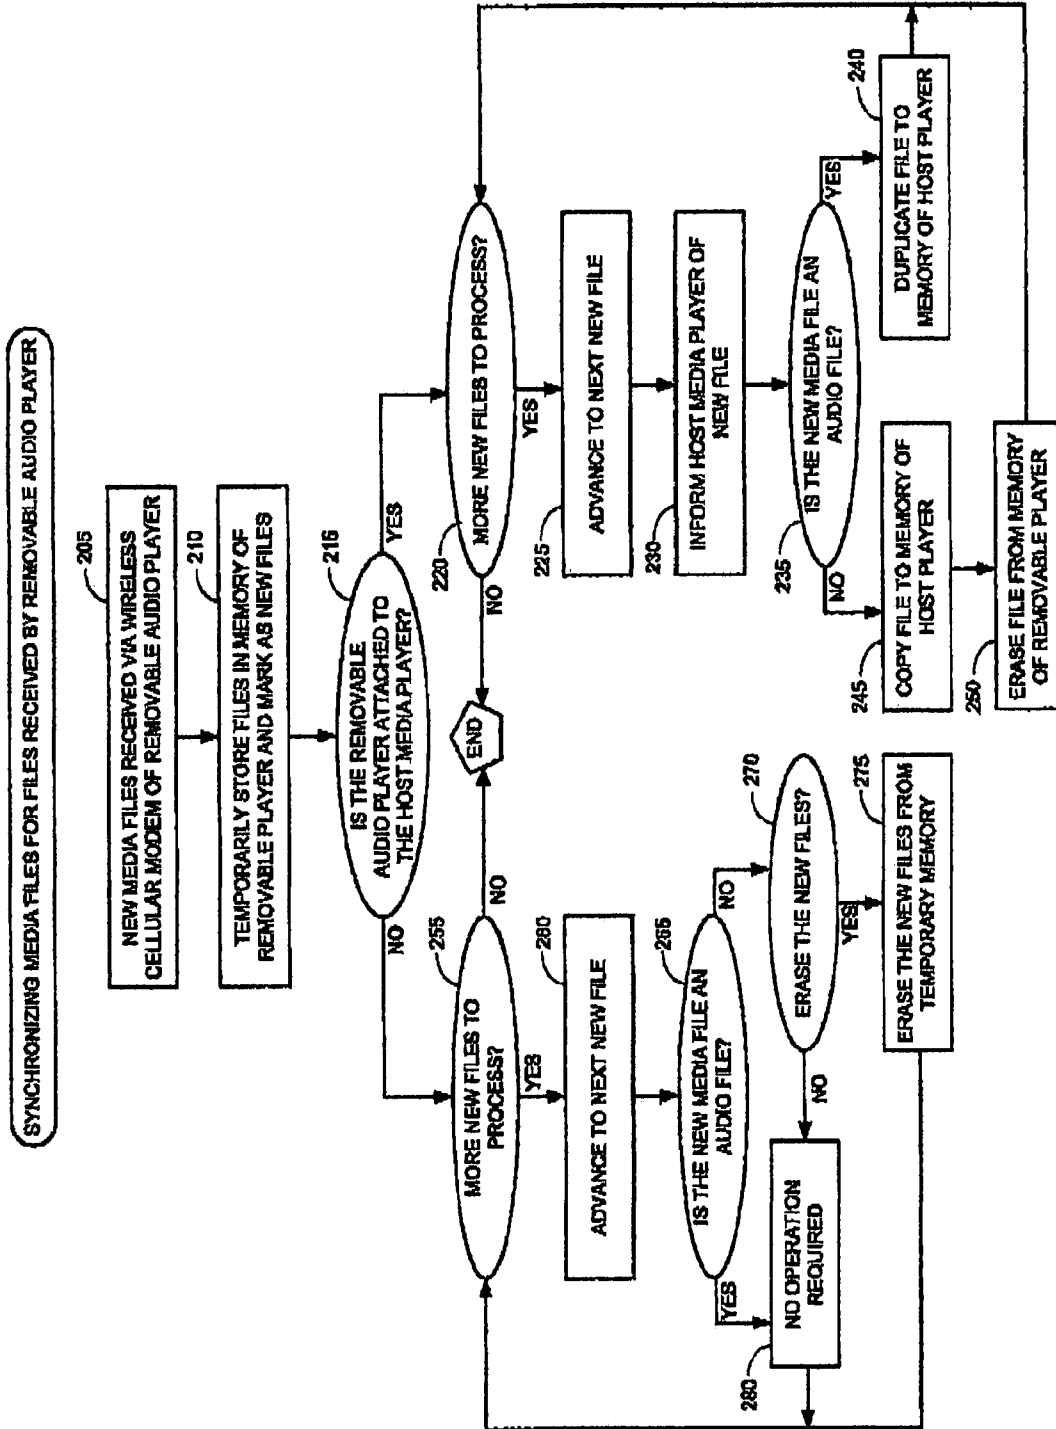 SYNCHRONIZING MEDIA FILES FOR FILES RECEIVED BY REMOVABLE AUDIO PLAYER
205
NEW MEDIA FILES RECEIVED VIA WIRELESS
CELLULAR MODEM OF REMOVABLE AUDIO PLAYER
210
TEMPORARILY STORE FILES IN MEMORY OF
REMOVABLE PLAYER AND MARK AS NEW FILES
215
IS THE REMOVABLE
AUDIO PLAYER ATTACHED TO
THE HOST MEDIA PLAYER?
NO
YES
255
MORE NEW FILES TO
PROCESS?
NO
END
YES
260
ADVANCE TO NEXT NEW FILE
265
IS THE NEW MEDIA FILE AN
AUDIO FILE?
YES
NO
270
ERASE THE NEW FILES?
NO
YES
275
ERASE THE NEW FILES FROM
TEMPORARY MEMORY
280
NO OPERATION
REQUIRED
220
MORE NEW FILES TO PROCESS?
NO
YES
225
ADVANCE TO NEXT NEW FILE
230
INFORM HOST MEDIA PLAYER OF
NEW FILE
235
IS THE NEW MEDIA FILE AN
AUDIO FILE?
NO
YES
240
DUPLICATE FILE TO
MEMORY OF HOST PLAYER
245
COPY FILE TO MEMORY OF
HOST PLAYER
250
ERASE FILE FROM MEMORY
OF REMOVABLE PLAYER